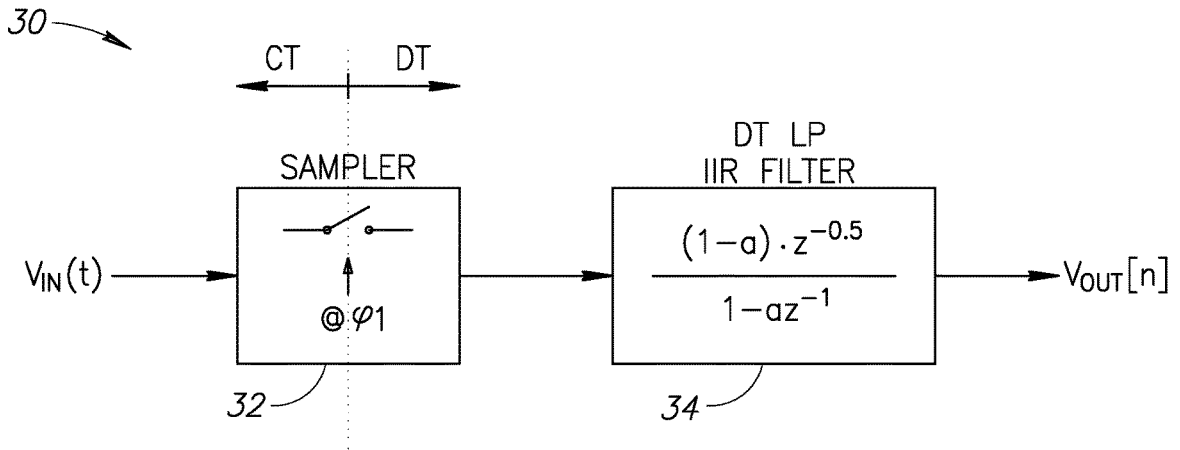 30
CT DT
SAMPLER
DT LP
IIR FILTER
V_IN(t)
@φ1
(1-a)·z^-0.5
1-az^-1
V_OUT[n]
32
34